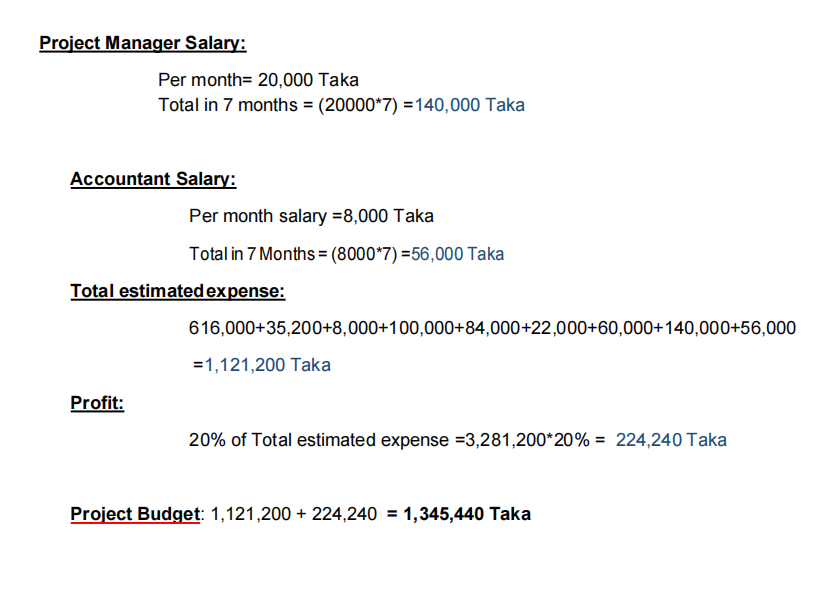 Project Manager Salary:
Per month= 20,000 Taka
Total in 7 months = (20000*7) =140,000 Taka
Accountant Salary:
Per month salary =8,000 Taka
Total in 7 Months = (8000*7) =56,000 Taka
Total estimated expense:
616,000+35,200+8,000+100,000+84,000+22,000+60,000+140,000+56,000
=1,121,200 Taka
Profit:
20% of Total estimated expense =3,281,200*20% = 224,240 Taka
Project Budget: 1,121,200 + 224,240 = 1,345,440 Taka